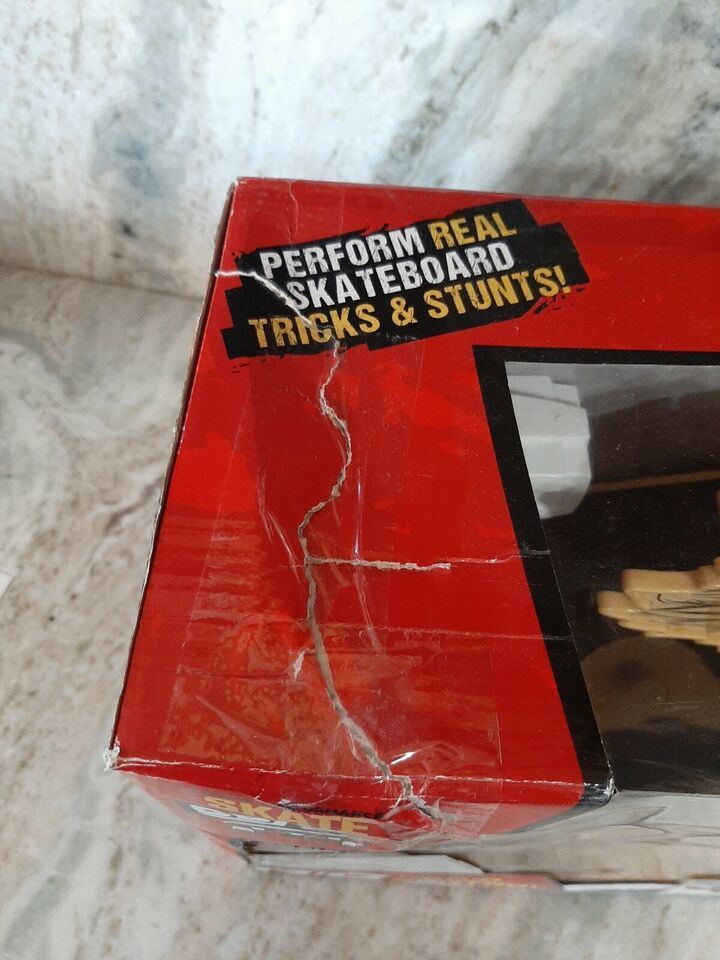 PERFORM REAL
SKATEBOARD
TRICKS & STUNTS!
SKATE